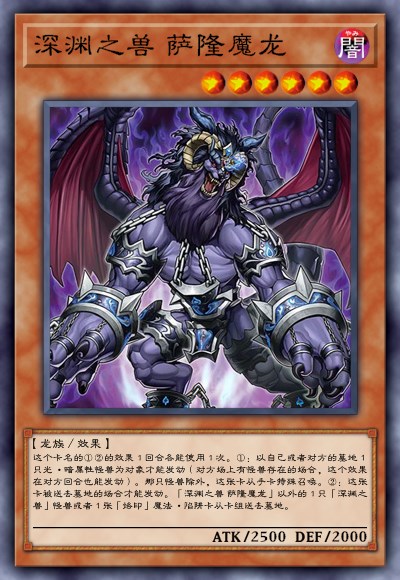 深渊之兽 萨隆魔龙
やみ
闇
【龙族／效果】
这个卡名的①②的效果1回合各能使用1次。①：以自己或者对方的墓地1
只光·暗属性怪兽为对象才能发动（对方场上有怪兽存在的场合，这个效果
在对方回合也能发动）。那只怪兽除外，这张卡从手卡特殊召唤。②：这张
卡被送去墓地的场合才能发动。「深渊之兽 萨隆魔龙」以外的1只「深渊之
兽」怪兽或者1张「烙印」魔法·陷阱卡从卡组送去墓地。
ATK/2500 DEF/2000